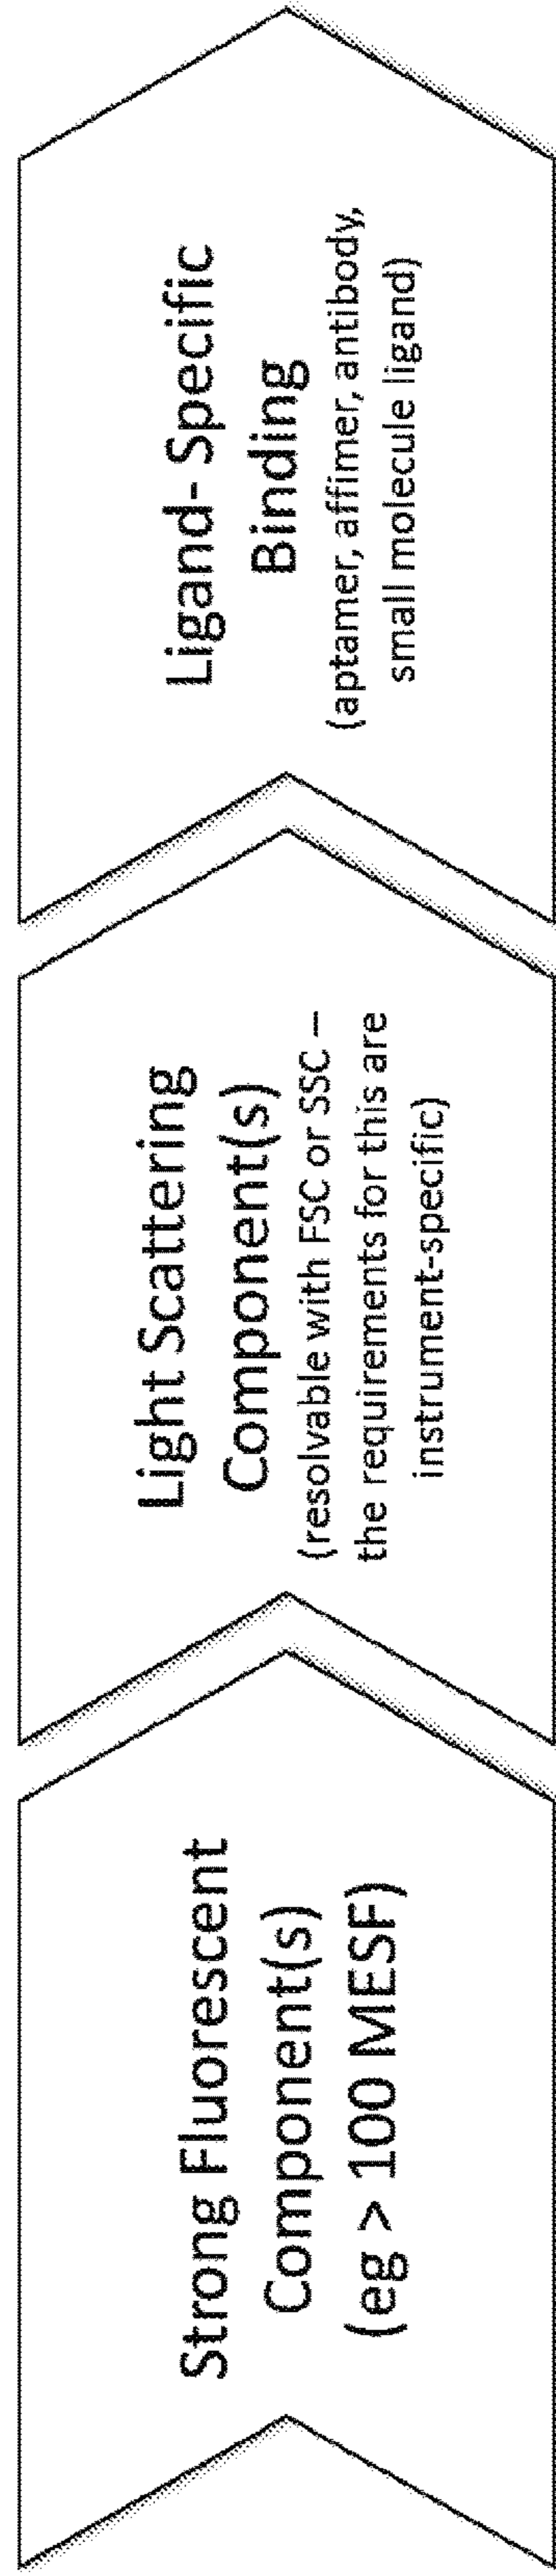 Strong Fluorescent
Component(s)
(eg > 100 MESF)
Light Scattering
Component(s)
(resolvable with FSC or SSC –
the requirements for this are
instrument-specific)
Ligand- Specific
Binding
(aptamer, affimer, antibody,
small molecule ligand)